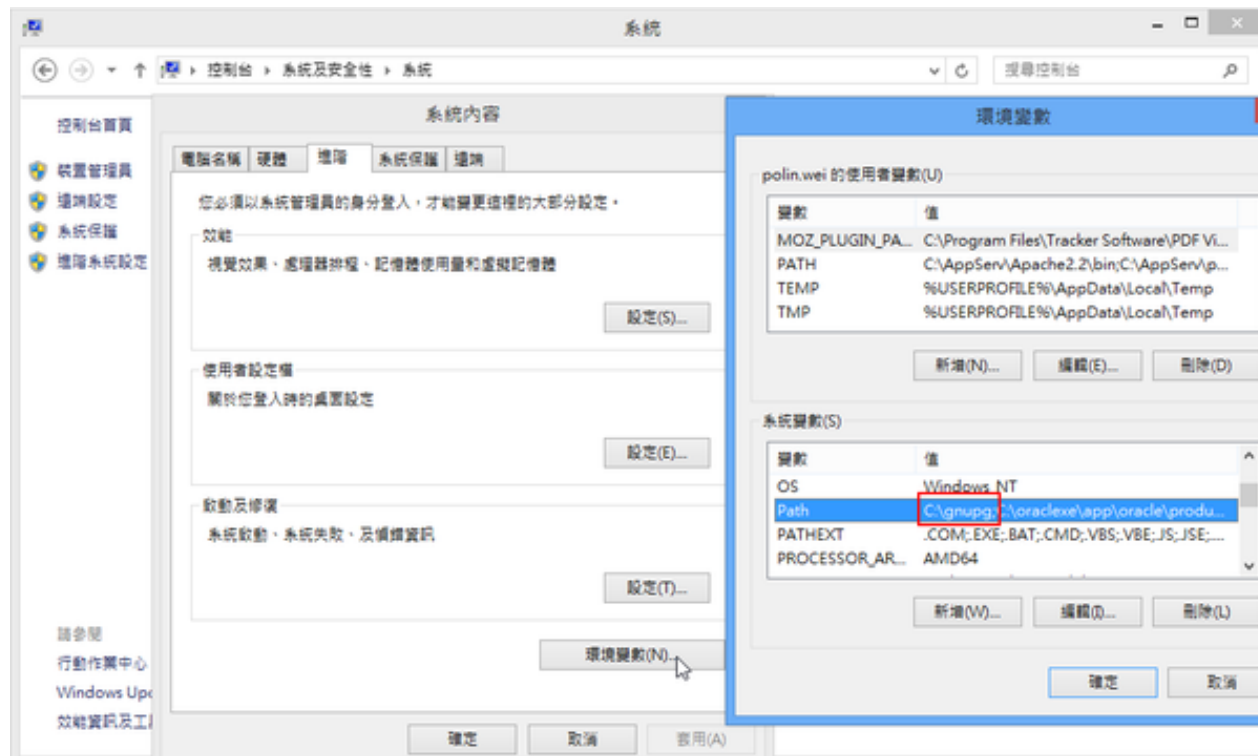 系統
控制台 ▸ 系統及安全性 ▸ 系統
搜尋控制台
控制台首頁
裝置管理員
遠端設定
系統保護
進階系統設定
請參閱
行動作業中心
Windows Upd
效能資訊及工具
系統內容
電腦名稱 硬體 進階 系統保護 遠端
您必須以系統管理員的身分登入，才能變更這裡的大部分設定。
效能
視覺效果、處理器排程、記憶體使用量和虛擬記憶體
設定(S)...
使用者設定檔
關於您登入時的桌面設定
設定(E)...
啟動及修復
系統啟動、系統失敗、及偵錯資訊
設定(T)...
環境變數(N)...
確定 取消 套用(A)
環境變數
polin.wei 的使用者變數(U)
變數 值
MOZ_PLUGIN_PA... C:\Program Files\Tracker Software\PDF Vi...
PATH C:\AppServ\Apache2.2\bin;C:\AppServ\p...
TEMP %USERPROFILE%\AppData\Local\Temp
TMP %USERPROFILE%\AppData\Local\Temp
新增(N)... 編輯(E)... 刪除(D)
系統變數(S)
變數 值
OS Windows_NT
Path C:\gnupg;C:\oraclexe\app\oracle\produ...
PATHEXT .COM;.EXE;.BAT;.CMD;.VBS;.VBE;.JS;.JSE;....
PROCESSOR_AR... AMD64
新增(W)... 編輯(I)... 刪除(L)
確定 取消